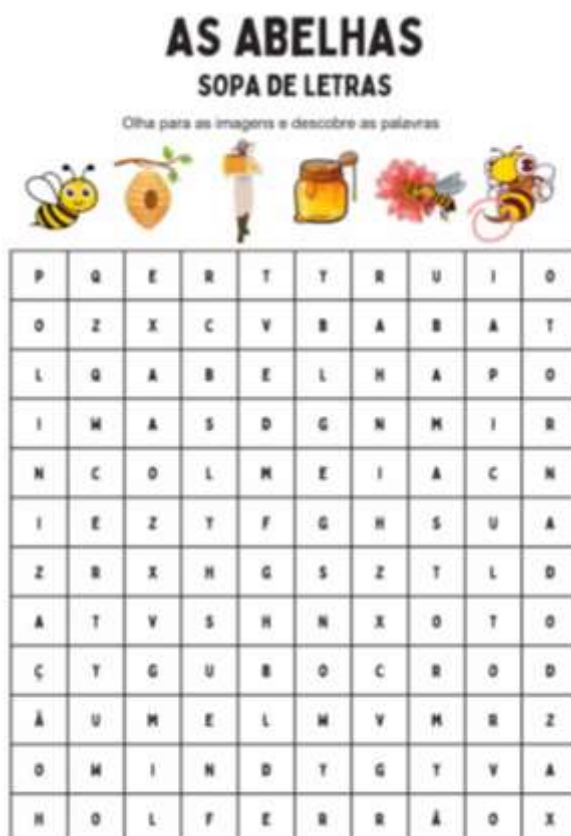 AS ABELHAS
SOPA DE LETRAS
Olha para as imagens e descobre as palavras
P Q E R T Y R U I O
O Z X C V B A B A T
L Q A B E L H A P O
I W A S D G N M I R
N C O L M E I A C N
I E Z Y F G H S U A
Z R X H G S Z T L D
A T V S H N X O T O
Ç Y G U B O C R O D
Ã U M E L W V M R Z
O W I N D Y G Y V A
H O L F E R R Ã O X